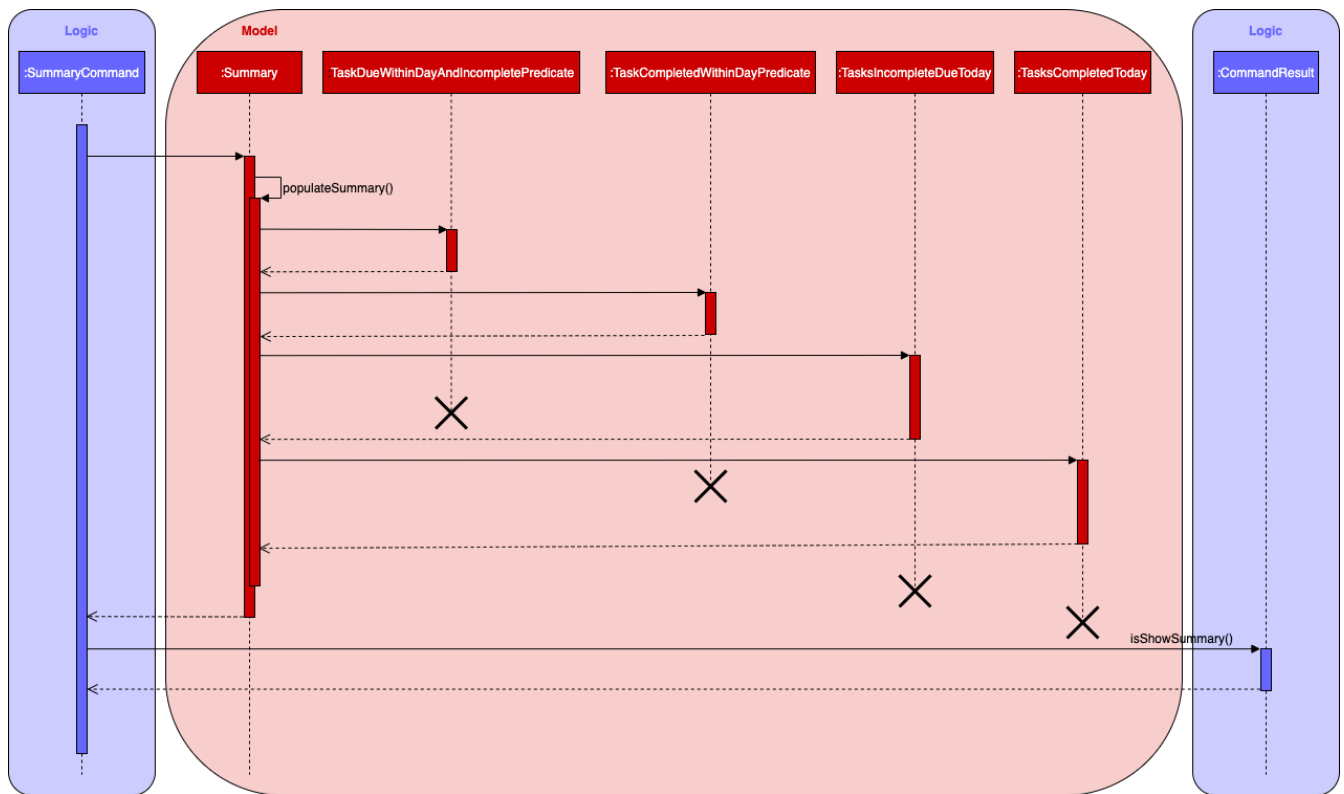 Logic
Model
Logic
:SummaryCommand
:Summary
TaskDueWithinDayAndIncompletePredicate
:TaskCompletedWithinDayPredicate
:TasksIncompleteDueToday
:TasksCompletedToday
:CommandResult
populateSummary()
isShowSummary()